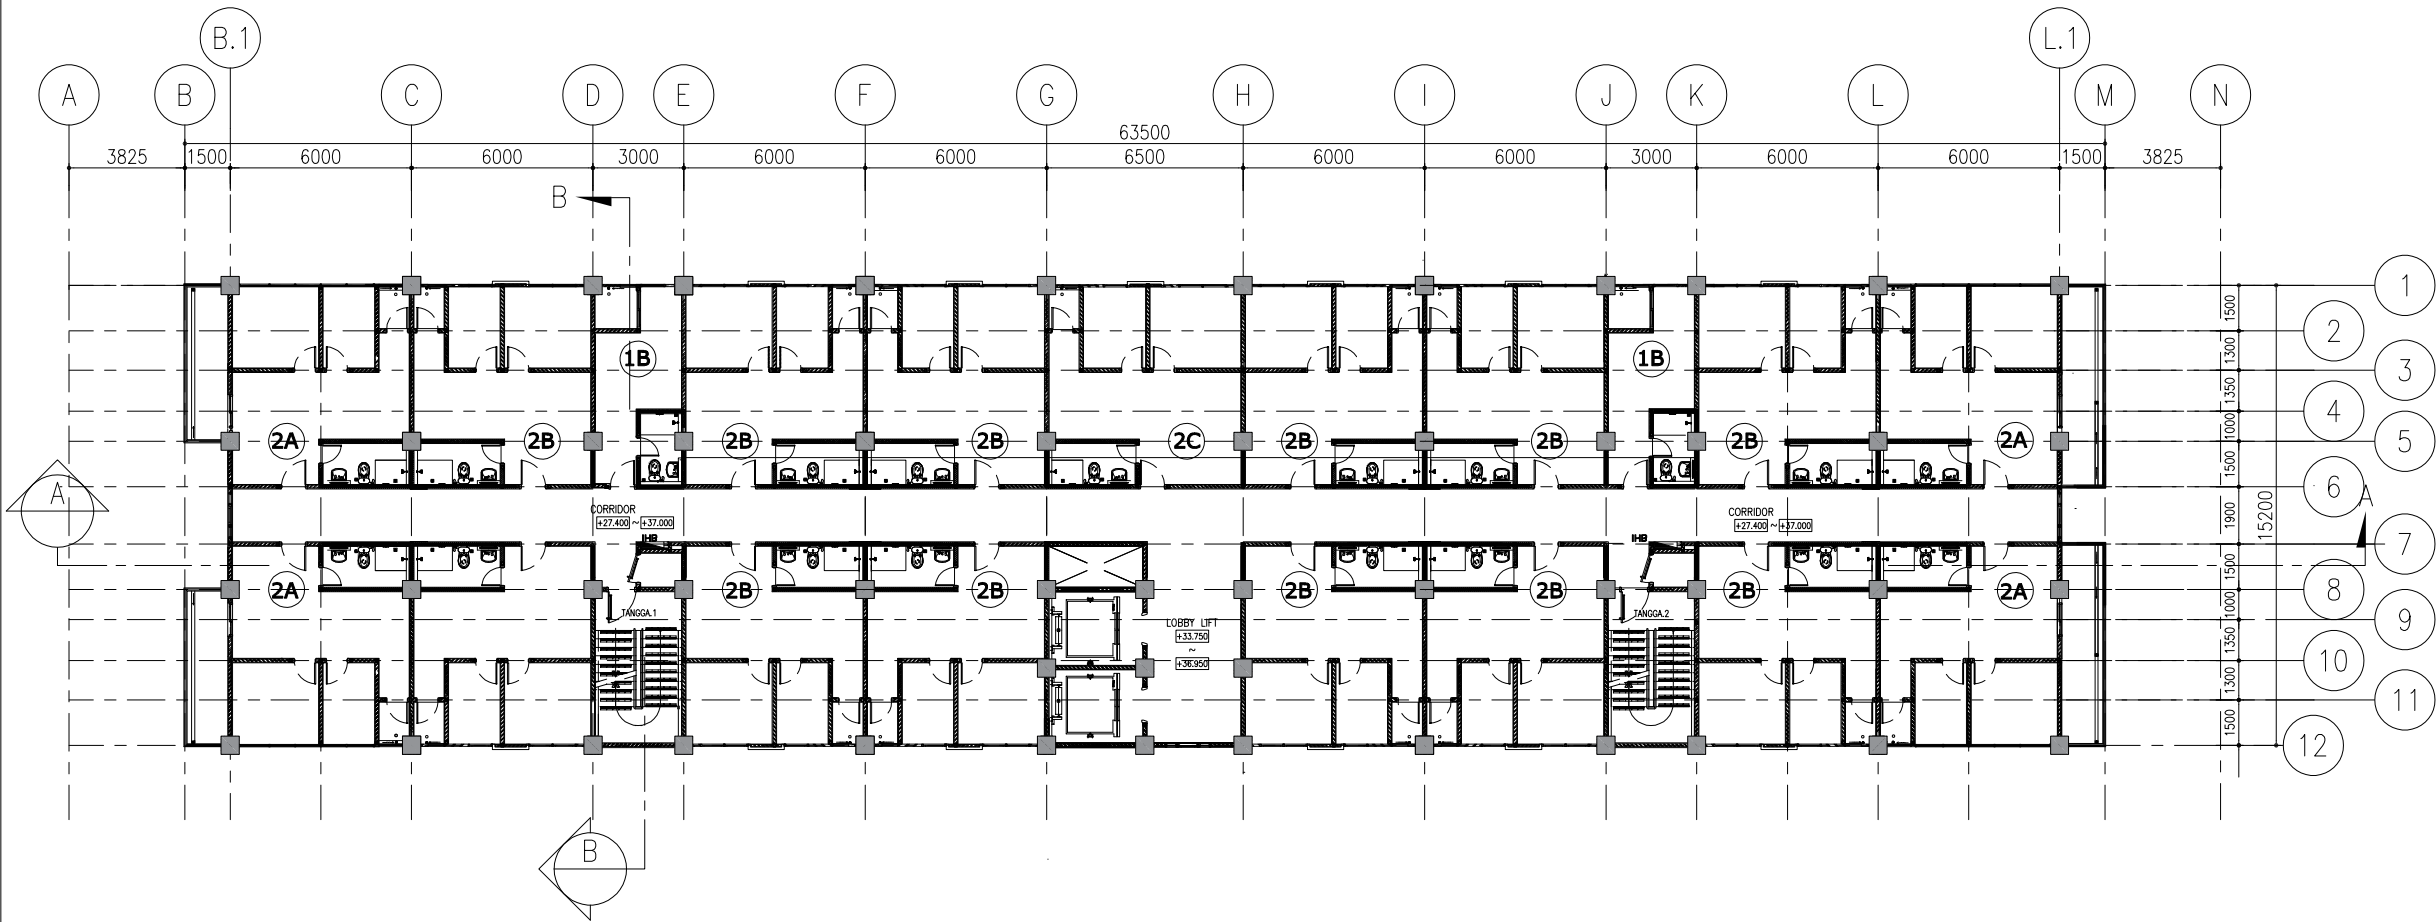 B.1
L.1
A
B
C
D
E
F
G
H
I
J
K
L
M
N
63500
3825
1500
6000
6000
3000
6000
6000
6500
6000
6000
3000
6000
6000
1500
3825
B
1
1500
2
1300
1B
1B
3
1350
4
1000
2A
2B
2B
2B
2C
2B
2B
2B
2A
5
1500
6
A
A
CORRIDOR
+27.400 ~ +37.000
CORRIDOR
+27.400 ~ +37.000
1900
15200
IHB
IHB
7
1500
2A
2B
2B
2B
2B
2B
2A
8
TANGGA.1
TANGGA.2
1000
LOBBY LIFT
+33.750
~
+36.950
9
1350
10
1300
11
1500
12
B